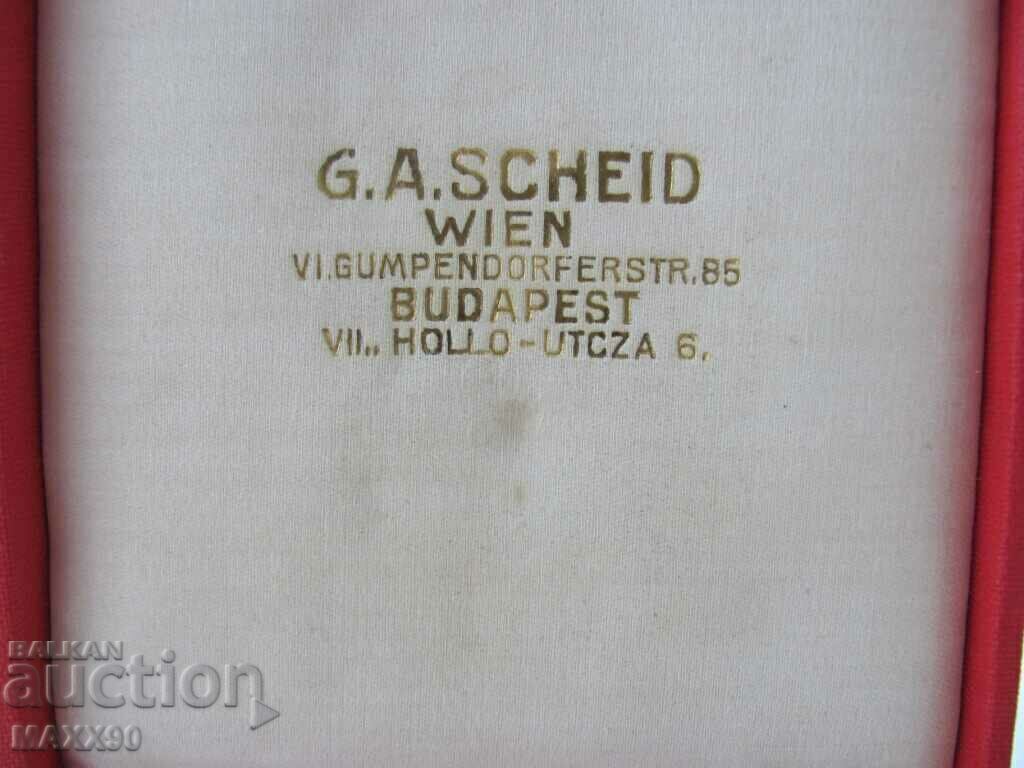 G.A.SCHEID
WIEN
VI.GUMPENDORFERSTR.85
BUDAPEST
VII., HOLLO-UTCZA 6.
BALKAN
auction
MAXX90